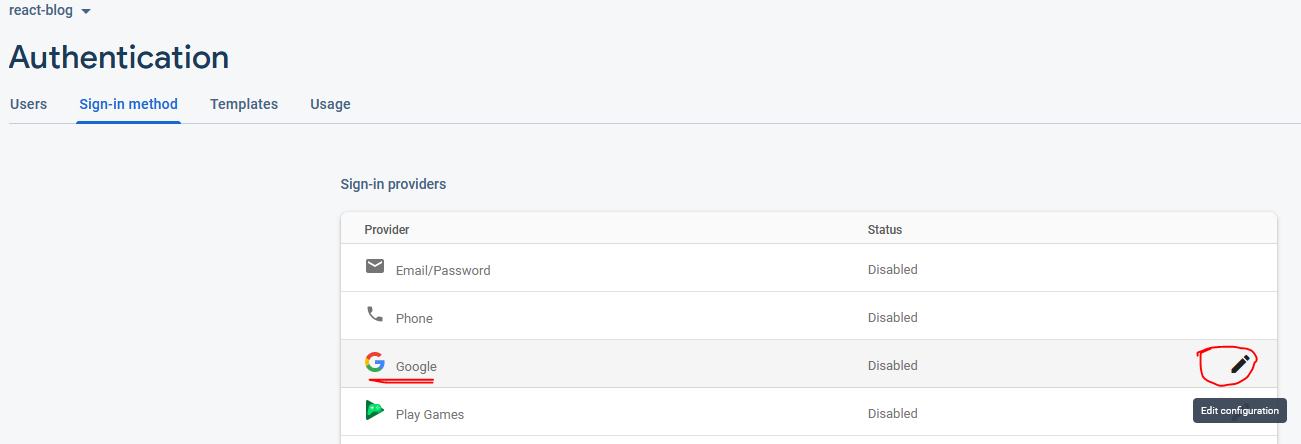 react-blog
Authentication
Users Sign-in method Templates Usage
Sign-in providers
Provider Status
Email/Password Disabled
Phone Disabled
Google Disabled
Play Games Disabled
Edit configuration